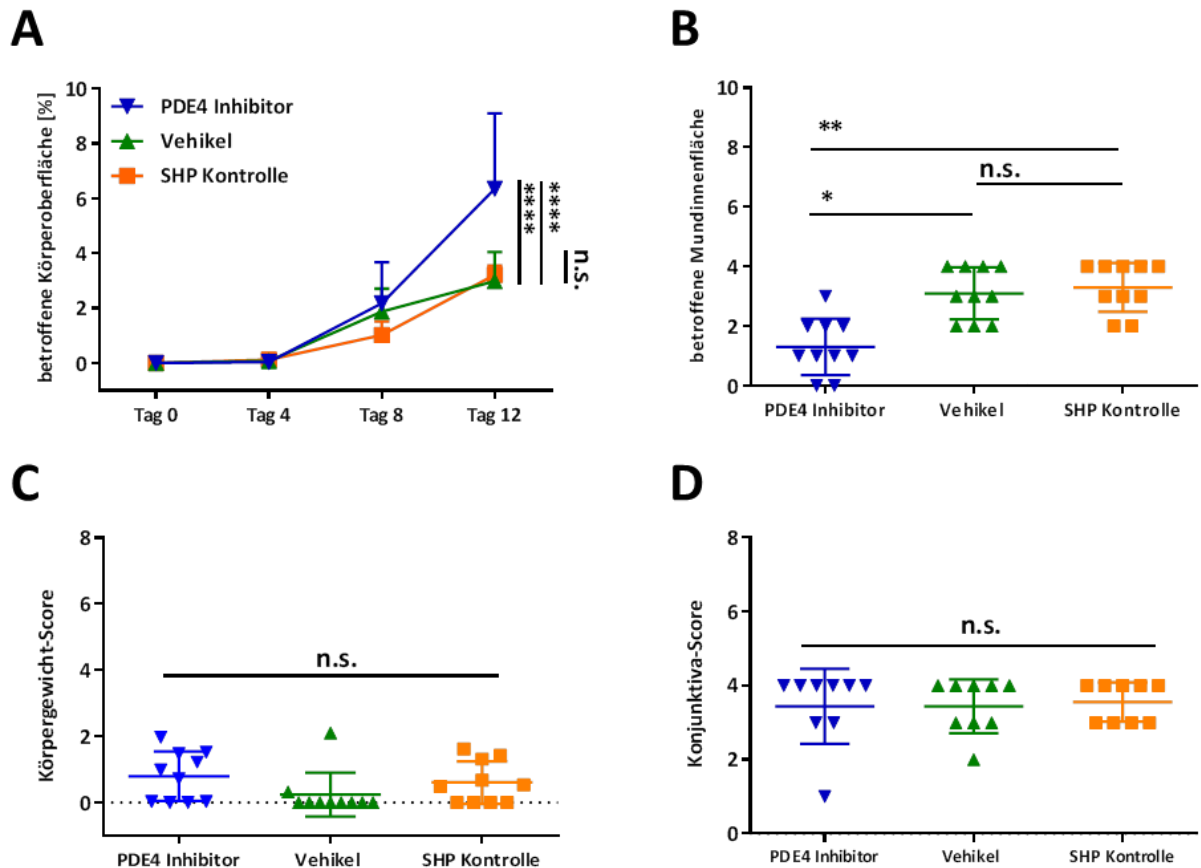 A
betroffene Körperoberfläche [%]
10
8
6
4
2
0
PDE4 Inhibitor
Vehikel
SHP Kontrolle
****
****
n.s.
Tag 0
Tag 4
Tag 8
Tag 12
B
betroffene Mundinnenfläche
10
8
6
4
2
0
**
n.s.
*
PDE4 Inhibitor
Vehikel
SHP Kontrolle
C
Körpergewicht-Score
8
6
4
2
0
n.s.
PDE4 Inhibitor
Vehikel
SHP Kontrolle
D
Konjunktiva-Score
8
6
4
2
0
n.s.
PDE4 Inhibitor
Vehikel
SHP Kontrolle